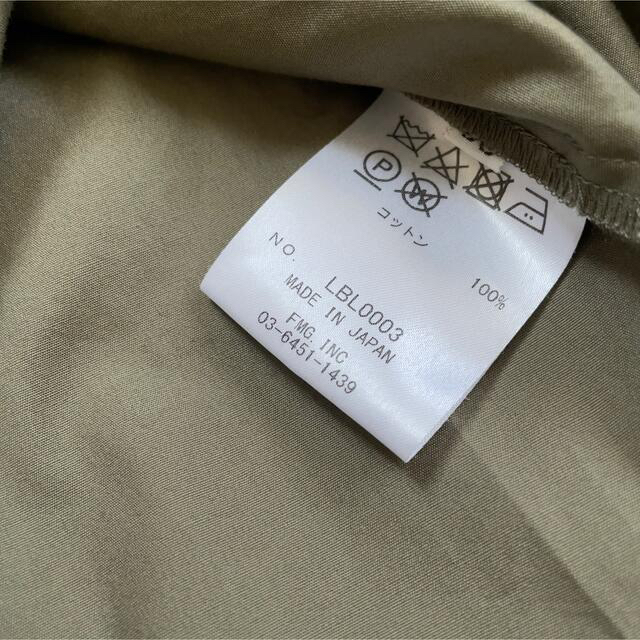 P
W
コットン 100%
NO. LBL0003
MADE IN JAPAN
FMG. INC
03-6451-1439